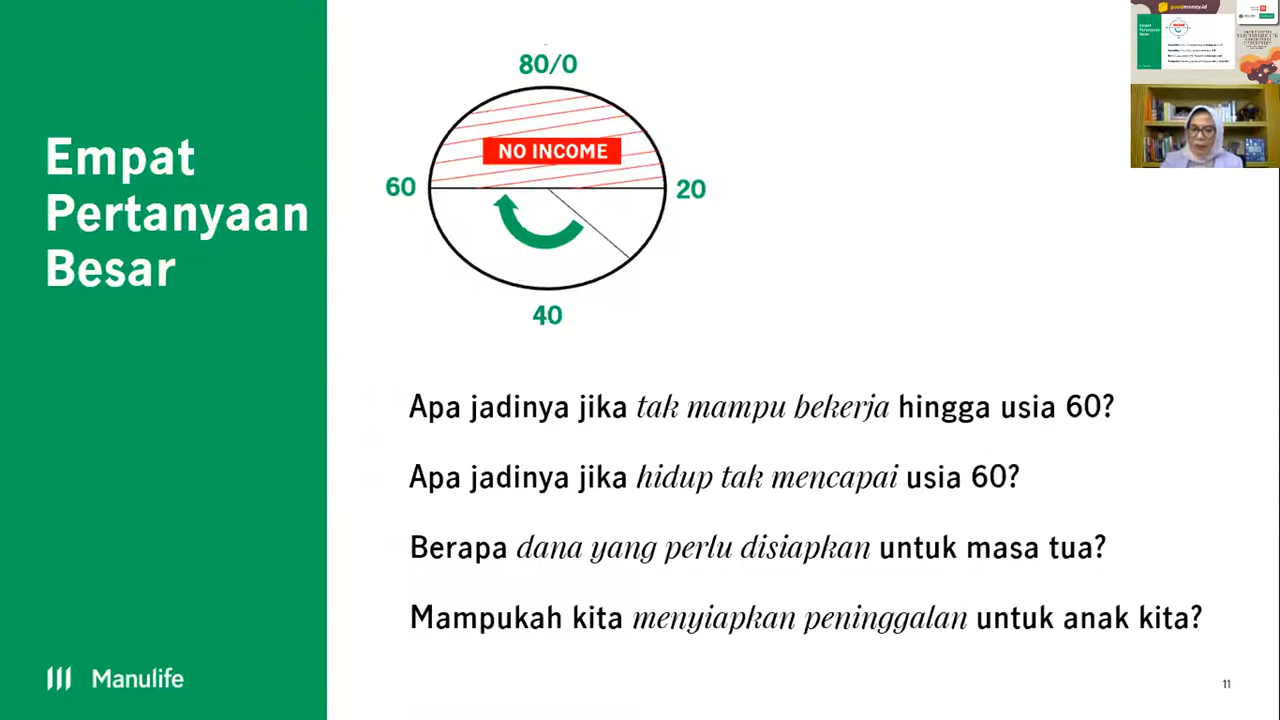 Empat
Pertanyaan
Besar
80/0
NO INCOME
60
20
40
Apa jadinya jika tak mampu bekerja hingga usia 60?
Apa jadinya jika hidup tak mencapai usia 60?
Berapa dana yang perlu disiapkan untuk masa tua?
Mampukah kita menyiapkan peninggalan untuk anak kita?
Manulife
11
goodmoney.id